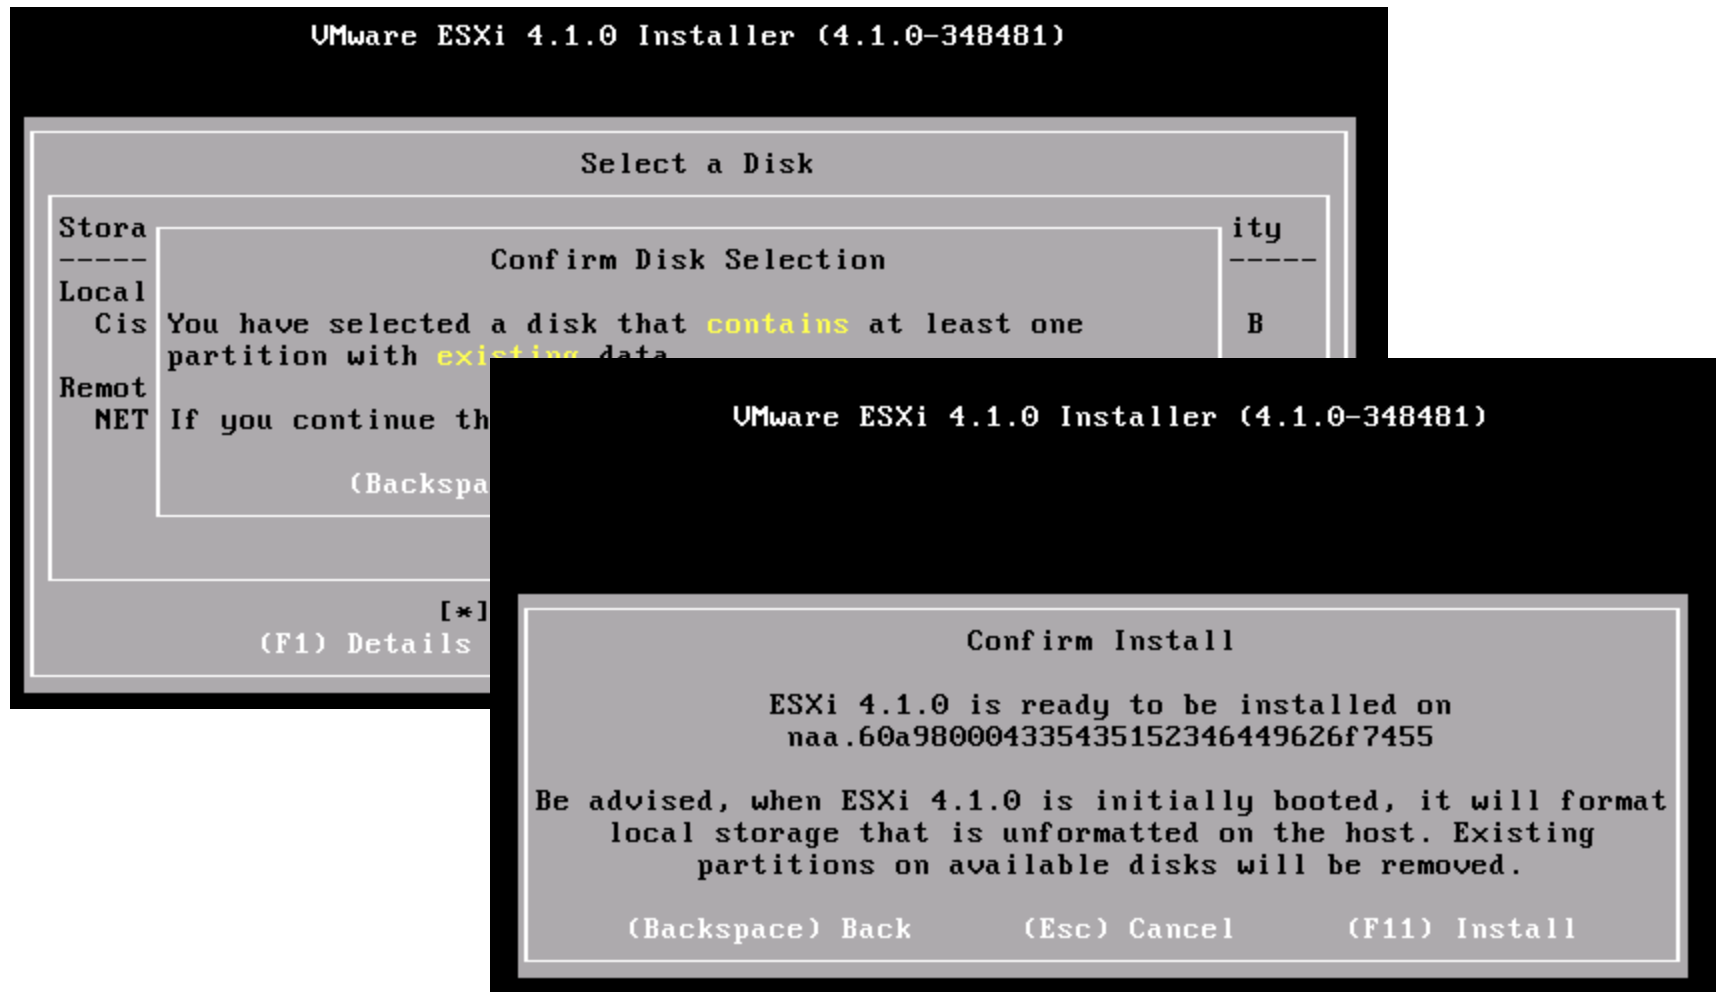 VMware ESXi 4.1.0 Installer (4.1.0-348481)
Select a Disk
Stora
ity
-----
Confirm Disk Selection
-----
Local
Cis
You have selected a disk that contains at least one
B
partition with existing data
Remot
NET
If you continue th
(Backspa
[*]
(F1) Details
VMware ESXi 4.1.0 Installer (4.1.0-348481)
Confirm Install
ESXi 4.1.0 is ready to be installed on
naa.60a980004335435152346449626f7455
Be advised, when ESXi 4.1.0 is initially booted, it will format
local storage that is unformatted on the host. Existing
partitions on available disks will be removed.
(Backspace) Back (Esc) Cancel (F11) Install